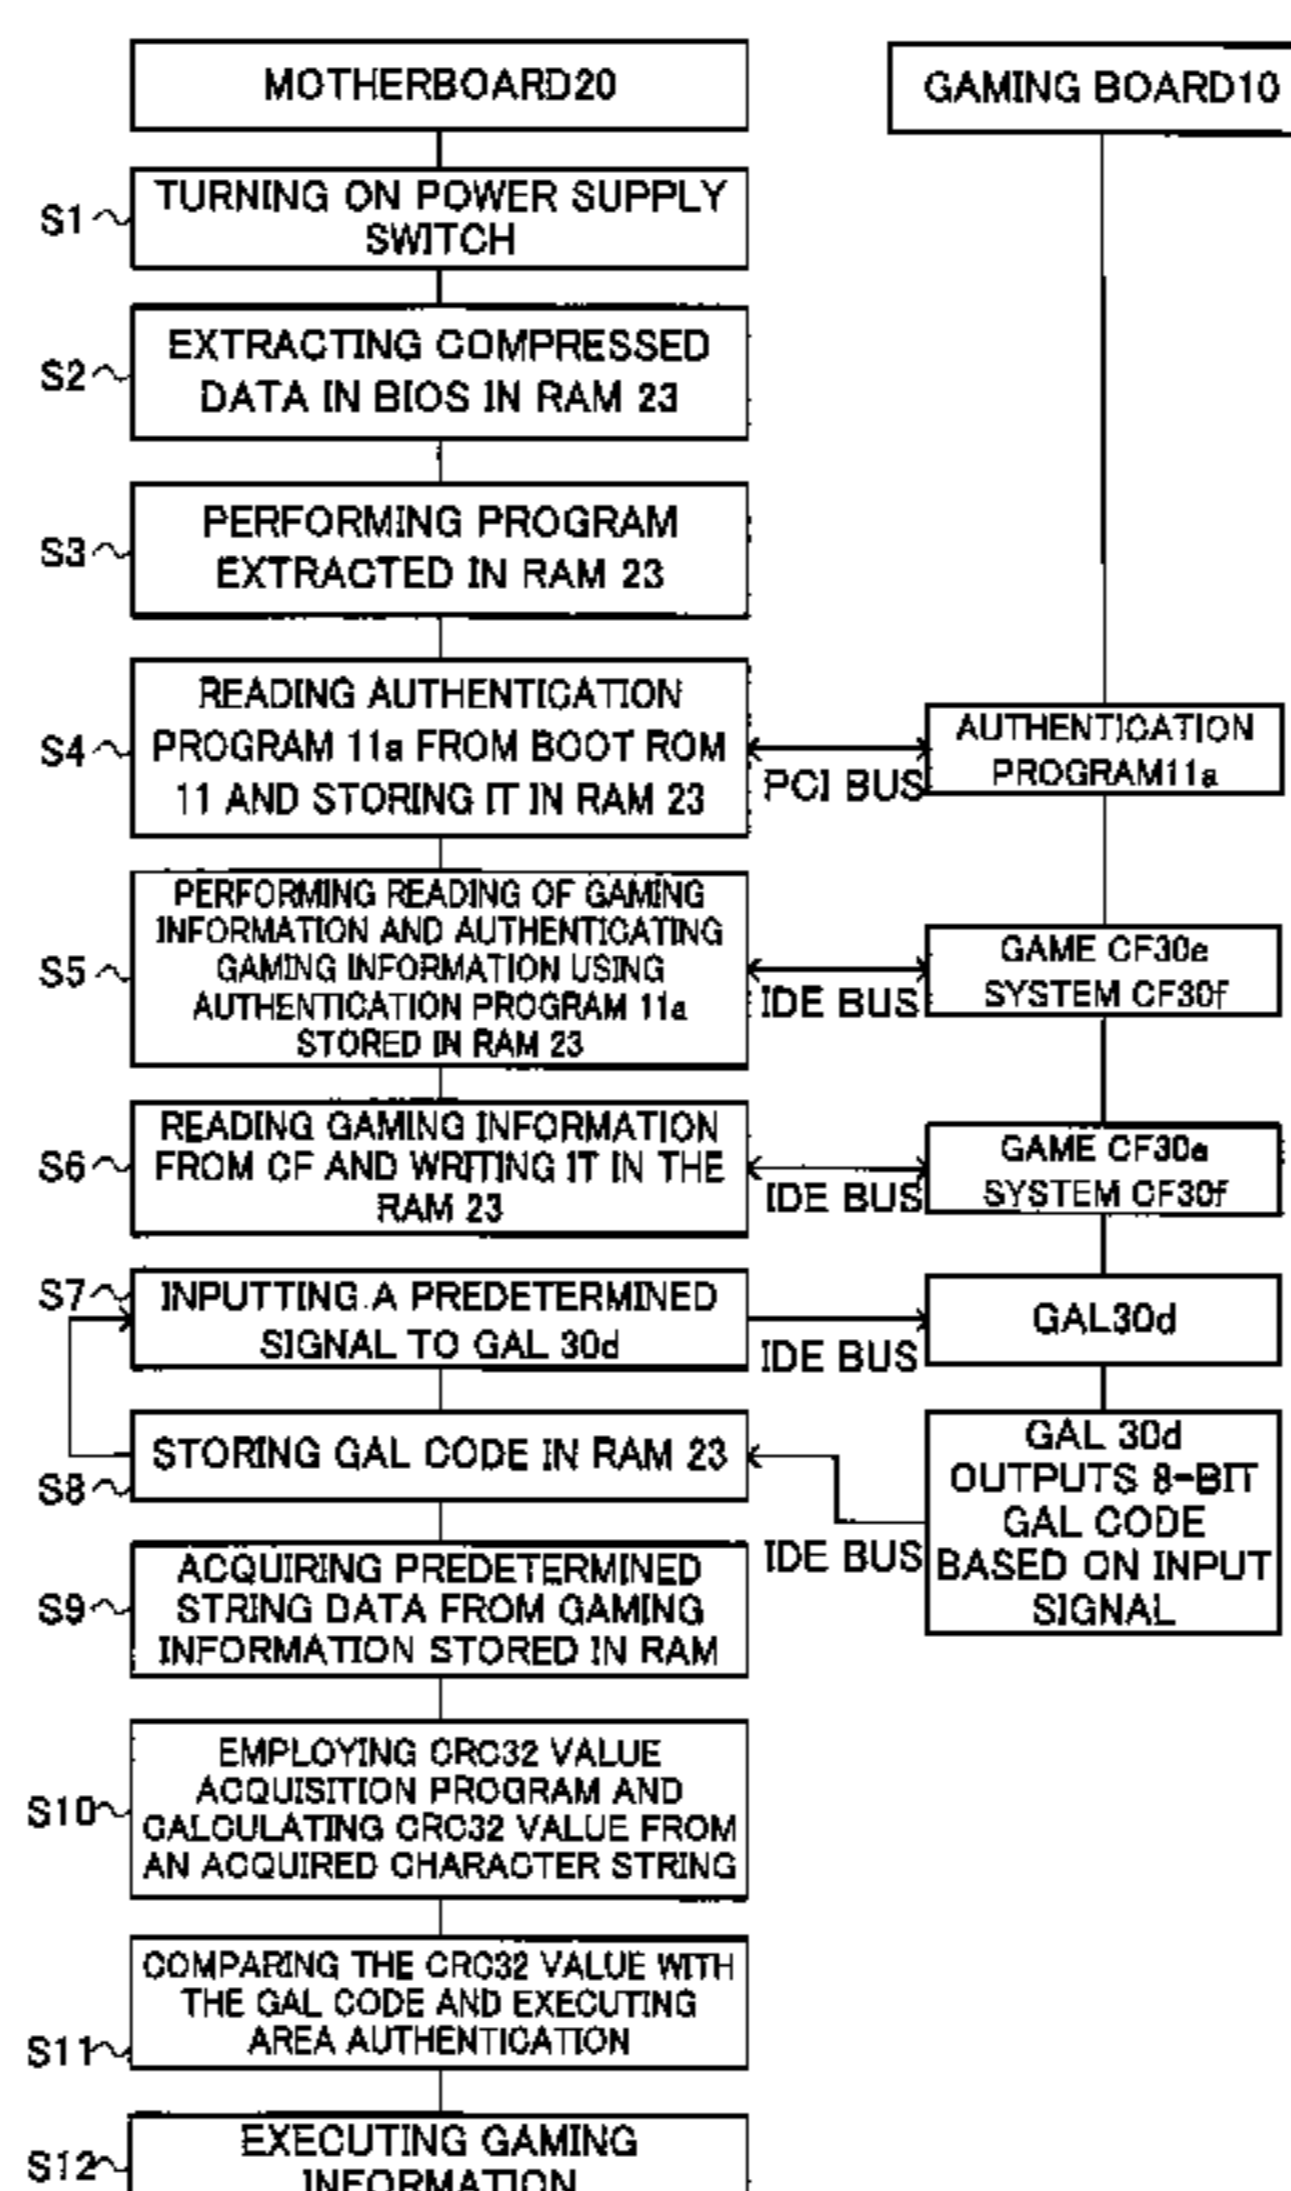 MOTHERBOARD20
GAMING BOARD10
S1
TURNING ON POWER SUPPLY
SWITCH
S2
EXTRACTING COMPRESSED
DATA IN BIOS IN RAM 23
S3
PERFORMING PROGRAM
EXTRACTED IN RAM 23
S4
READING AUTHENTICATION
PROGRAM 11a FROM BOOT ROM
11 AND STORING IT IN RAM 23
PCI BUS
AUTHENTICATION
PROGRAM11a
S5
PERFORMING READING OF GAMING
INFORMATION AND AUTHENTICATING
GAMING INFORMATION USING
AUTHENTICATION PROGRAM 11a
STORED IN RAM 23
IDE BUS
GAME CF30e
SYSTEM CF30f
S6
READING GAMING INFORMATION
FROM CF AND WRITING IT IN THE
RAM 23
IDE BUS
GAME CF30e
SYSTEM CF30f
S7
INPUTTING A PREDETERMINED
SIGNAL TO GAL 30d
IDE BUS
GAL30d
S8
STORING GAL CODE IN RAM 23
IDE BUS
GAL 30d
OUTPUTS 8-BIT
GAL CODE
BASED ON INPUT
SIGNAL
S9
ACQUIRING PREDETERMINED
STRING DATA FROM GAMING
INFORMATION STORED IN RAM
S10
EMPLOYING CRC32 VALUE
ACQUISITION PROGRAM AND
CALCULATING CRC32 VALUE FROM
AN ACQUIRED CHARACTER STRING
S11
COMPARING THE CRC32 VALUE WITH
THE GAL CODE AND EXECUTING
AREA AUTHENTICATION
S12
EXECUTING GAMING
INFORMATION